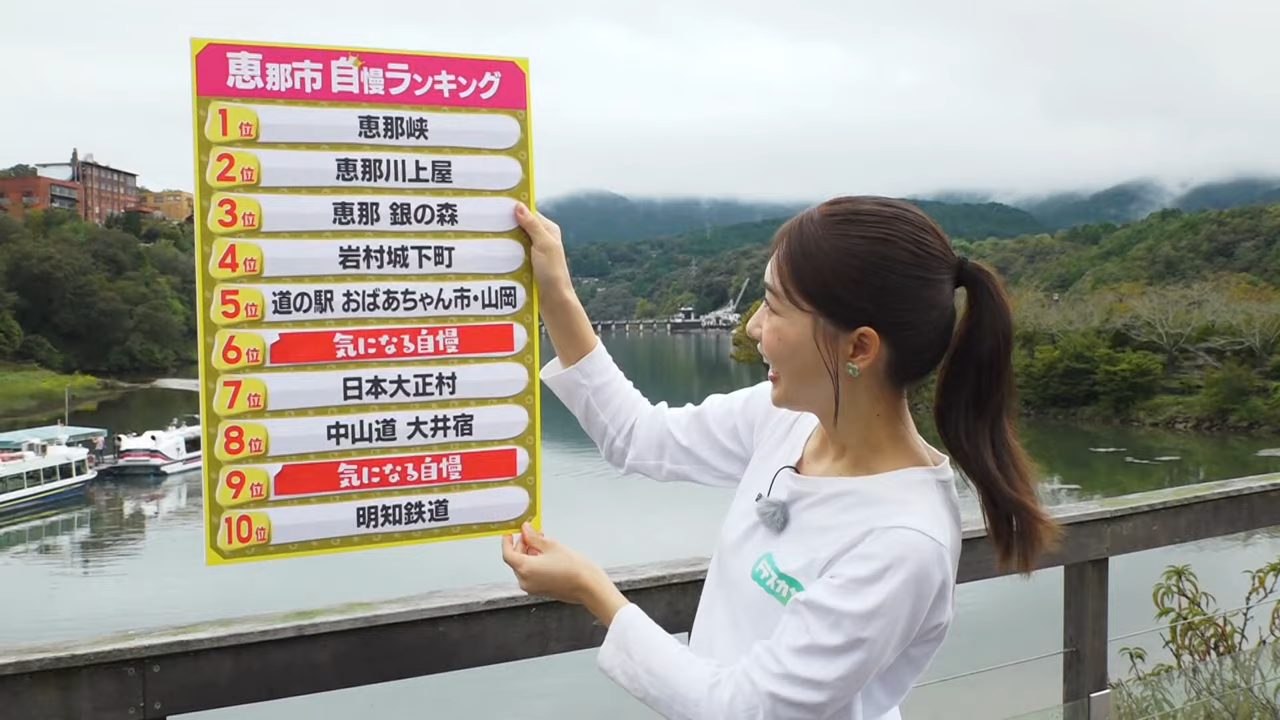 恵那市 自慢ランキング
1位 恵那峡
2位 恵那川上屋
3位 恵那 銀の森
4位 岩村城下町
5位 道の駅 おばあちゃん市・山岡
6位 気になる自慢
7位 日本大正村
8位 中山道 大井宿
9位 気になる自慢
10位 明知鉄道